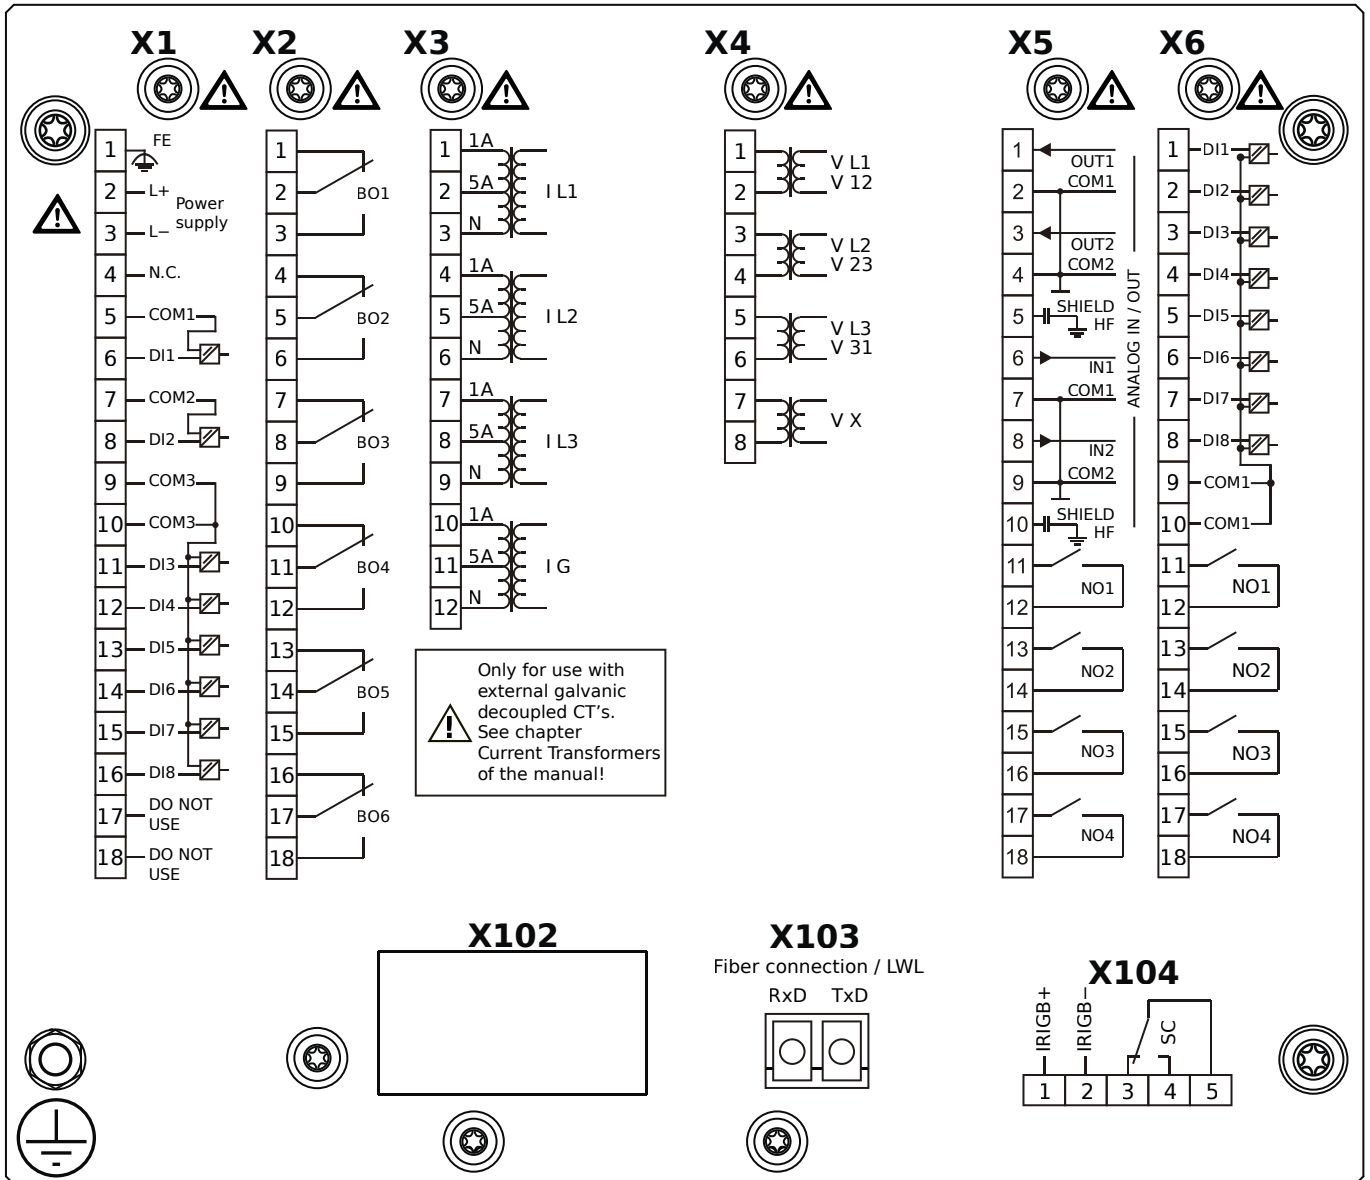 X1
1 FE
2 L+
Power
supply
3 L−
4 N.C.
5 COM1
6 DI1
7 COM2
8 DI2
9 COM3
10 COM3
11 DI3
12 DI4
13 DI5
14 DI6
15 DI7
16 DI8
17 DO NOT
USE
18 DO NOT
USE
X2
1
2 BO1
3
4
5 BO2
6
7
8 BO3
9
10
11 BO4
12
13
14 BO5
15
16
17 BO6
18
X3
1 1A
2 5A I L1
3 N
4 1A
5 5A I L2
6 N
7 1A
8 5A I L3
9 N
10 1A
11 5A I G
12 N
Only for use with
external galvanic
decoupled CT's.
See chapter
Current Transformers
of the manual!
X4
1 V L1
2 V 12
3 V L2
4 V 23
5 V L3
6 V 31
7 V X
8
X5
1 OUT1
2 COM1
3 OUT2
4 COM2
5 SHIELD
HF
6 IN1
7 COM1
8 IN2
9 COM2
10 SHIELD
HF
ANALOG IN / OUT
11
NO1
12
13
NO2
14
15
NO3
16
17
NO4
18
X6
1 DI1
2 DI2
3 DI3
4 DI4
5 DI5
6 DI6
7 DI7
8 DI8
9 COM1
10 COM1
11
NO1
12
13
NO2
14
15
NO3
16
17
NO4
18
X102
X103
Fiber connection / LWL
RxD TxD
X104
IRIGB+
IRIGB−
SC
1 2 3 4 5